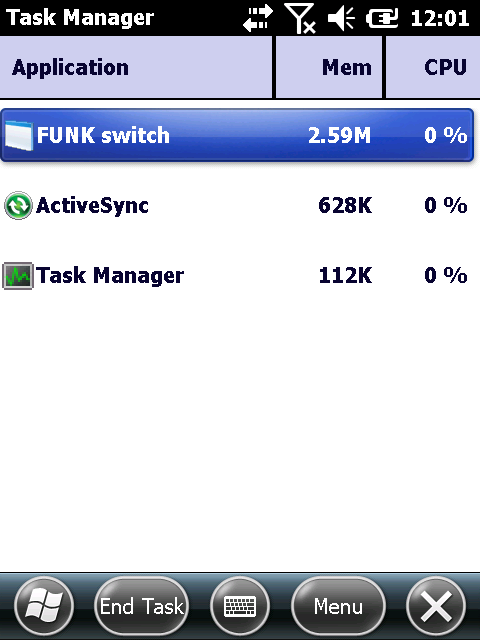 Task Manager 12:01
Application Mem CPU
FUNK switch 2.59M 0 %
ActiveSync 628K 0 %
Task Manager 112K 0 %
End Task Menu